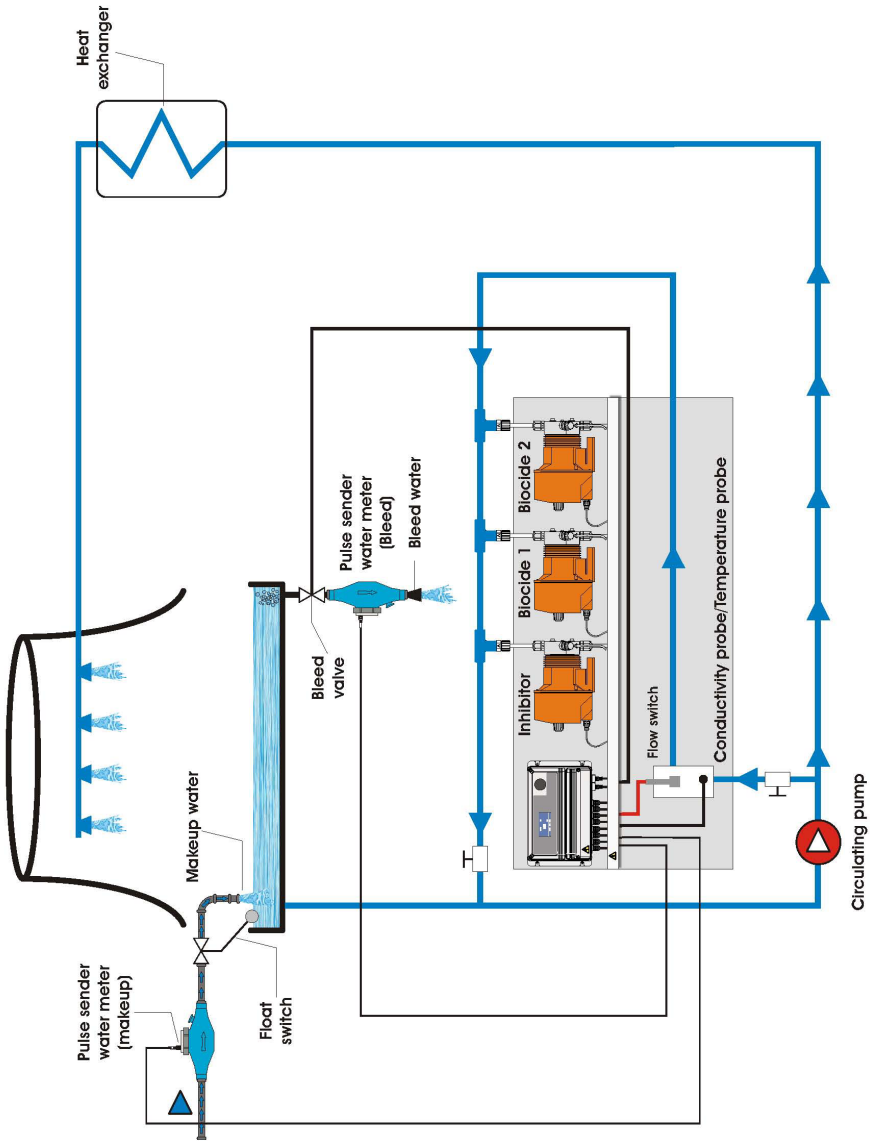 Heat
exchanger
Makeup water
Pulse sender
water meter
(makeup)
Float
switch
Bleed
valve
Pulse sender
water meter
(Bleed)
Bleed water
Inhibitor
Biocide 1
Biocide 2
Flow switch
Conductivity probe/Temperature probe
Circulating pump